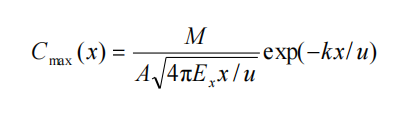 C_max (x) = M / (A√(4πE_x x/u)) exp(−kx/u)